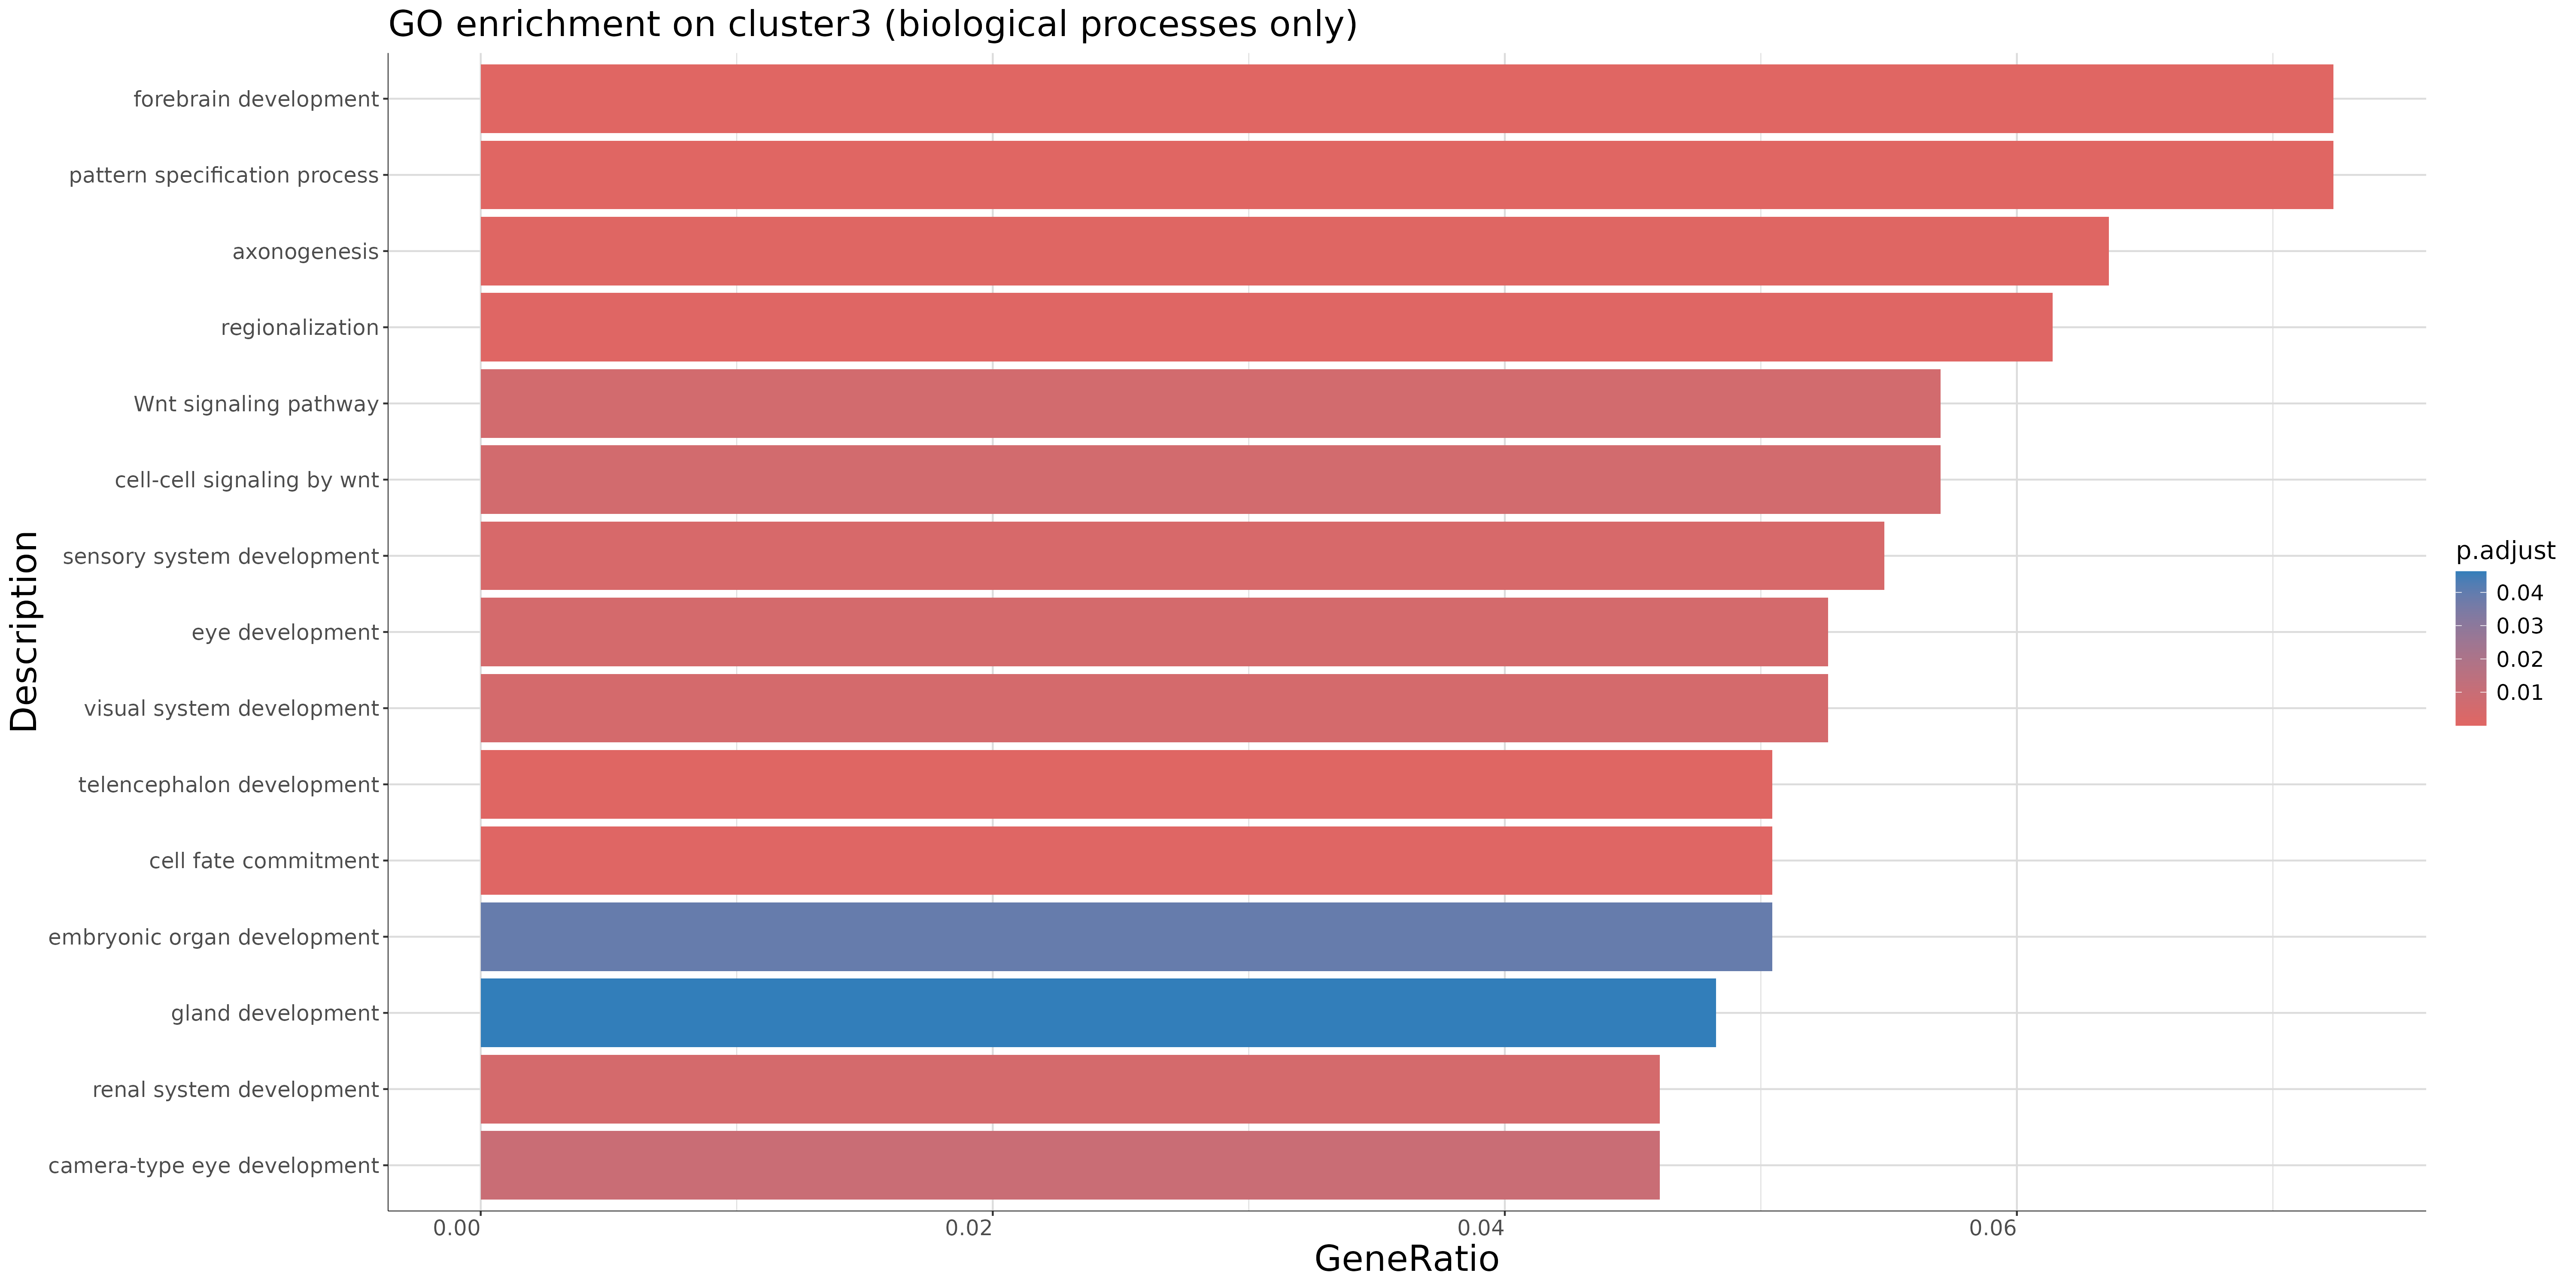 GO enrichment on cluster3 (biological processes only)
forebrain development
pattern specification process
axonogenesis
regionalization
Wnt signaling pathway
cell-cell signaling by wnt
sensory system development
eye development
visual system development
telencephalon development
cell fate commitment
embryonic organ development
gland development
renal system development
camera-type eye development
Description
0.00 0.02 0.04 0.06
GeneRatio
p.adjust
0.04
0.03
0.02
0.01